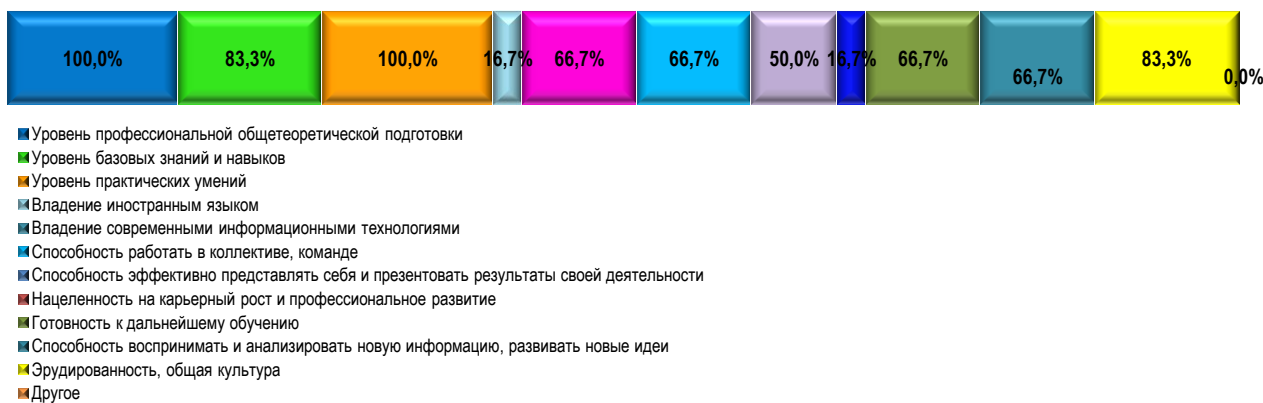 100,0% 83,3% 100,0% 16,7% 66,7% 66,7% 50,0% 16,7% 66,7% 66,7% 83,3% 0,0%
Уровень профессиональной общетеоретической подготовки
Уровень базовых знаний и навыков
Уровень практических умений
Владение иностранным языком
Владение современными информационными технологиями
Способность работать в коллективе, команде
Способность эффективно представлять себя и презентовать результаты своей деятельности
Нацеленность на карьерный рост и профессиональное развитие
Готовность к дальнейшему обучению
Способность воспринимать и анализировать новую информацию, развивать новые идеи
Эрудированность, общая культура
Другое